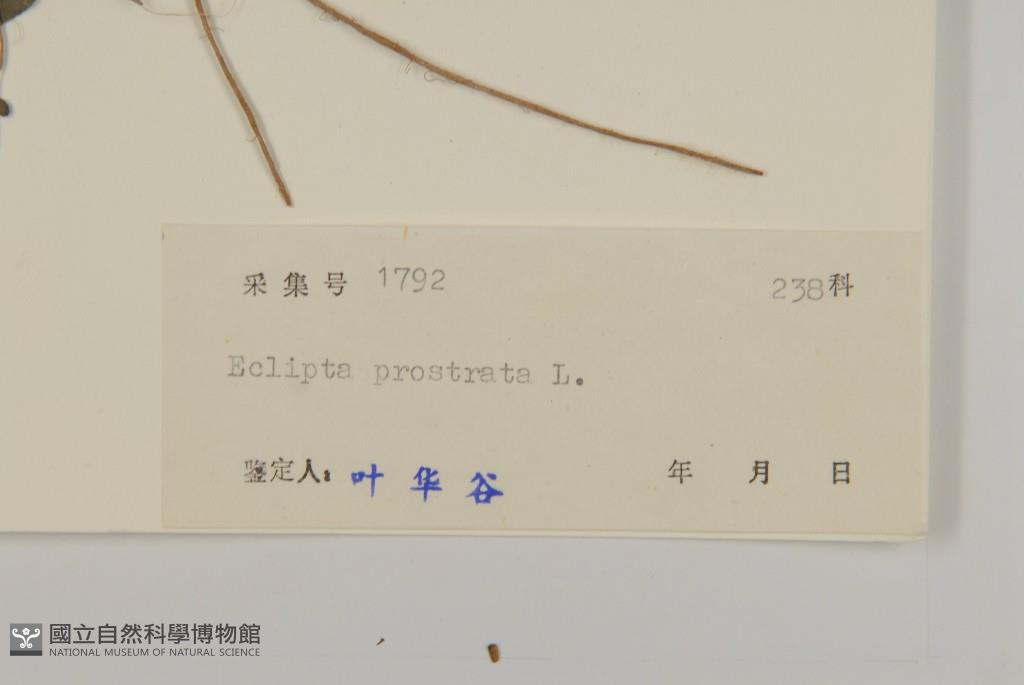 采集号 1792 238科
Eclipta prostrata L.
鉴定人: 叶华谷 年 月 日
國立自然科學博物館
NATIONAL MUSEUM OF NATURAL SCIENCE